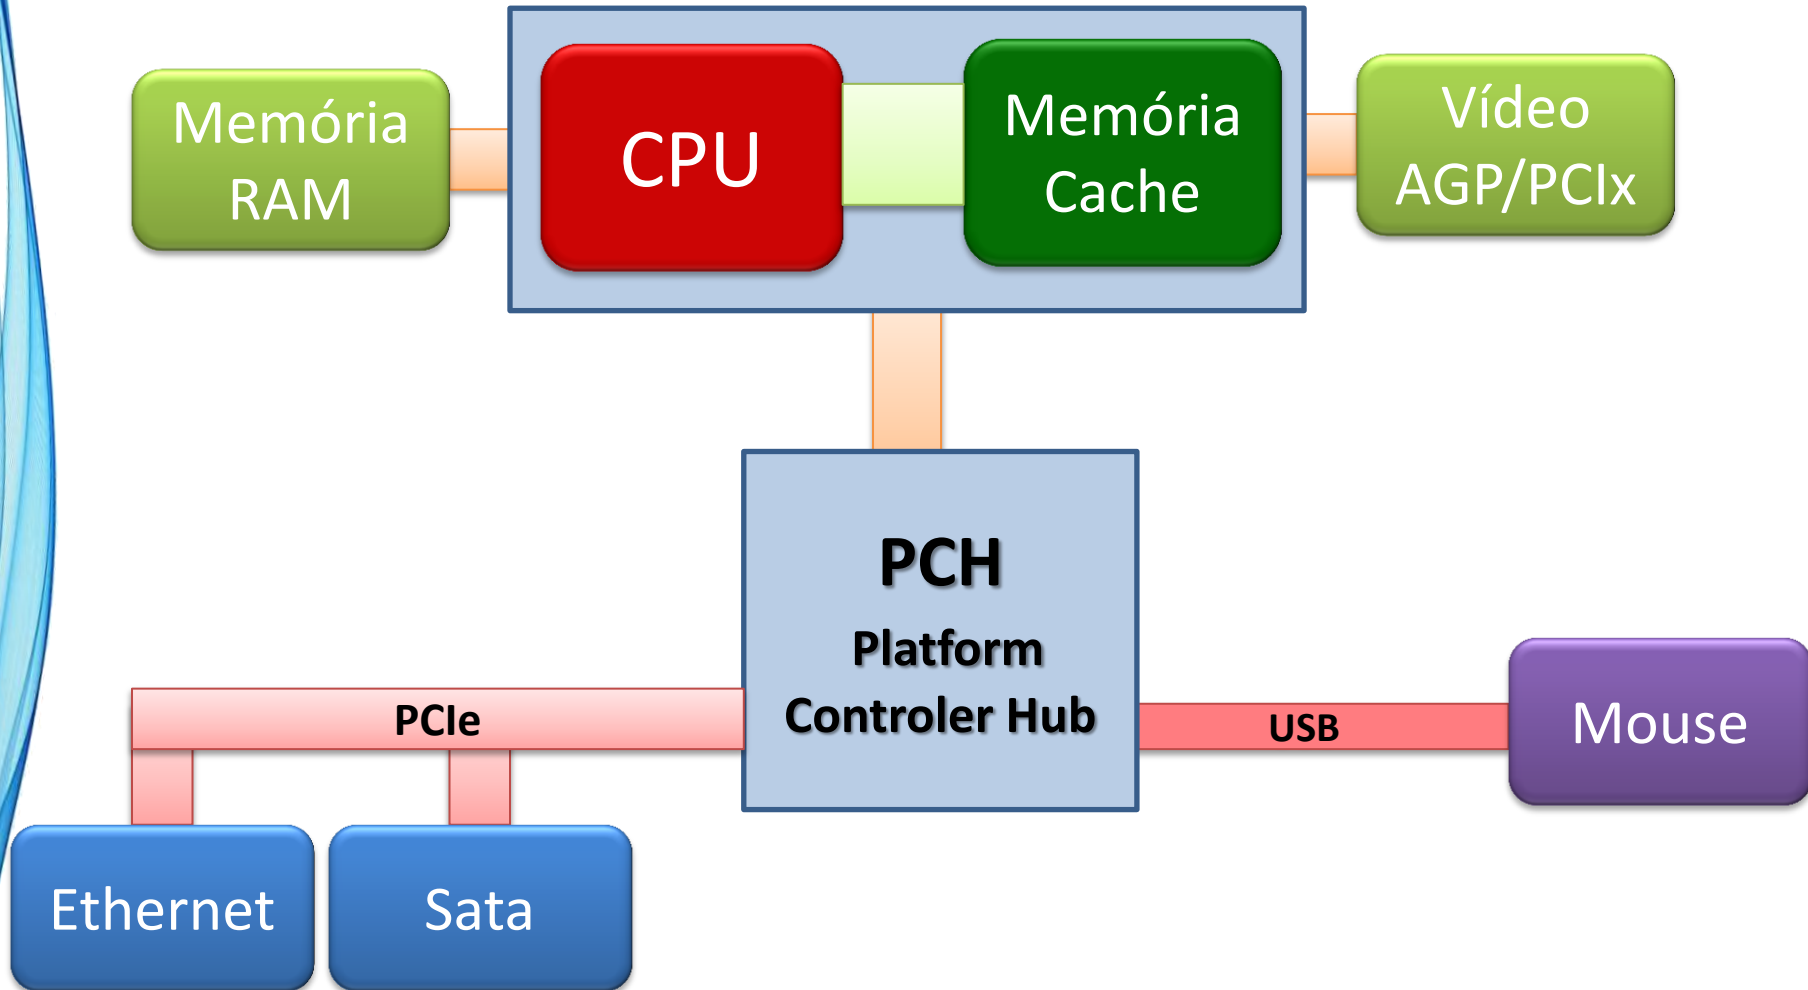 Memória
RAM
CPU
Memória
Cache
Vídeo
AGP/PCIx
PCH
Platform
Controler Hub
PCIe
USB
Mouse
Ethernet
Sata